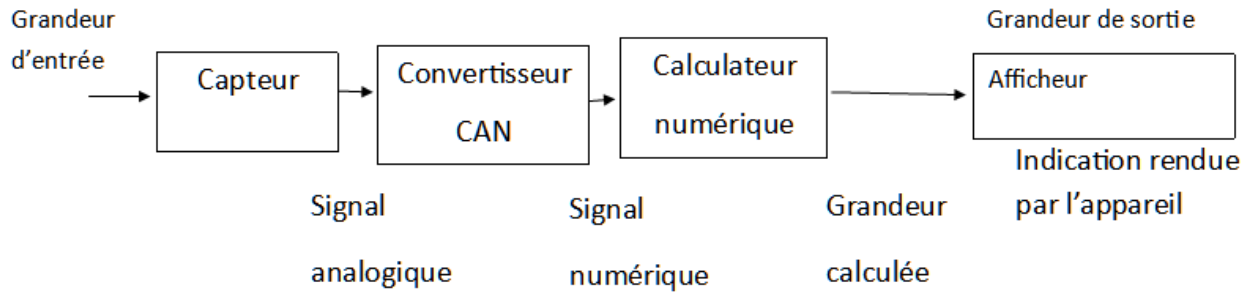 Grandeur
d'entrée
Capteur
Convertisseur
CAN
Calculateur
numérique
Grandeur de sortie
Afficheur
Indication rendue
par l'appareil
Signal
analogique
Signal
numérique
Grandeur
calculée